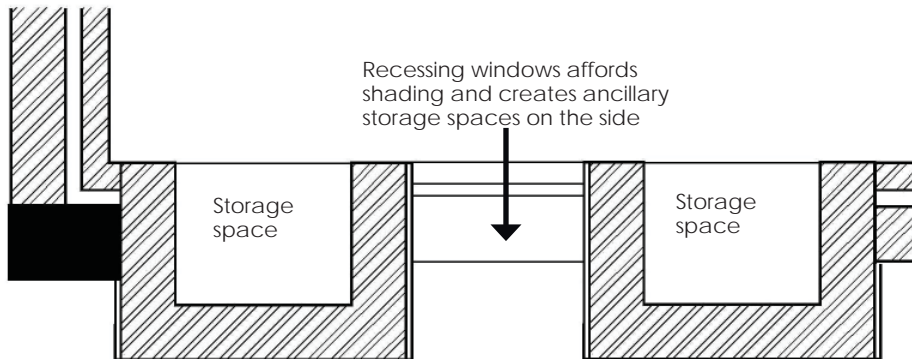 Recessing windows affords
shading and creates ancillary
storage spaces on the side
Storage
space
Storage
space